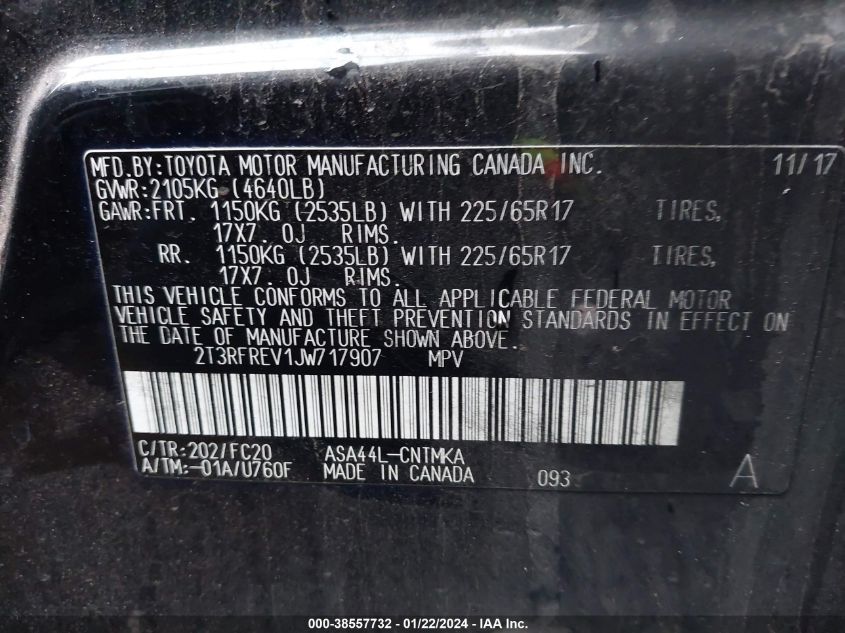 MFD.BY:TOYOTA MOTOR MANUFACTURING CANADA INC. 11/17
GVWR:2105KG (4640LB)
GAWR:FRT. 1150KG (2535LB) WITH 225/65R17 TIRES,
17X7.0J RIMS.
RR. 1150KG (2535LB) WITH 225/65R17 TIRES,
17X7.0J RIMS.
THIS VEHICLE CONFORMS TO ALL APPLICABLE FEDERAL MOTOR
VEHICLE SAFETY AND THEFT PREVENTION STANDARDS IN EFFECT ON
THE DATE OF MANUFACTURE SHOWN ABOVE.
2T3RFREV1JW717907 MPV
C/TR:202/FC20 ASA44L-CNTMKA
A/TM:-01A/U760F MADE IN CANADA 093 A
000-38557732 - 01/22/2024 - IAA Inc.